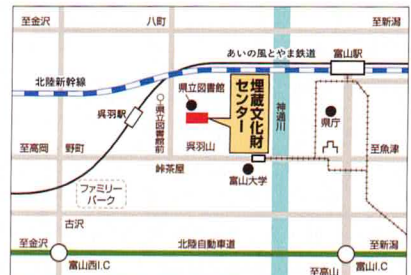 至金沢
八町
至新潟
あいの風とやま鉄道
富山駅
北陸新幹線
県立図書館
埋蔵文化財
センター
呉羽駅
○県立図書館前
神通川
県庁
至高岡
野町
呉羽山
至魚津
峠茶屋
富山大学
ファミリー
パーク
古沢
至金沢
北陸自動車道
至新潟
富山西I.C
至高山
富山I.C